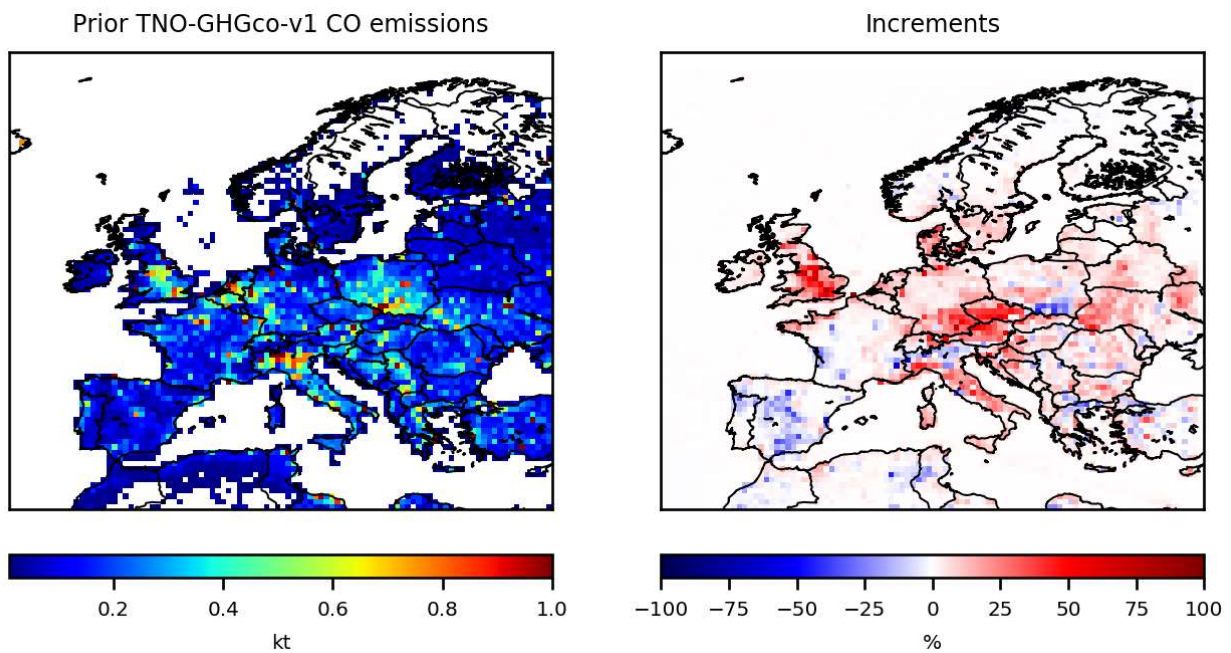 Prior TNO-GHGco-v1 CO emissions
Increments
0.2 0.4 0.6 0.8 1.0
kt
−100 −75 −50 −25 0 25 50 75 100
%